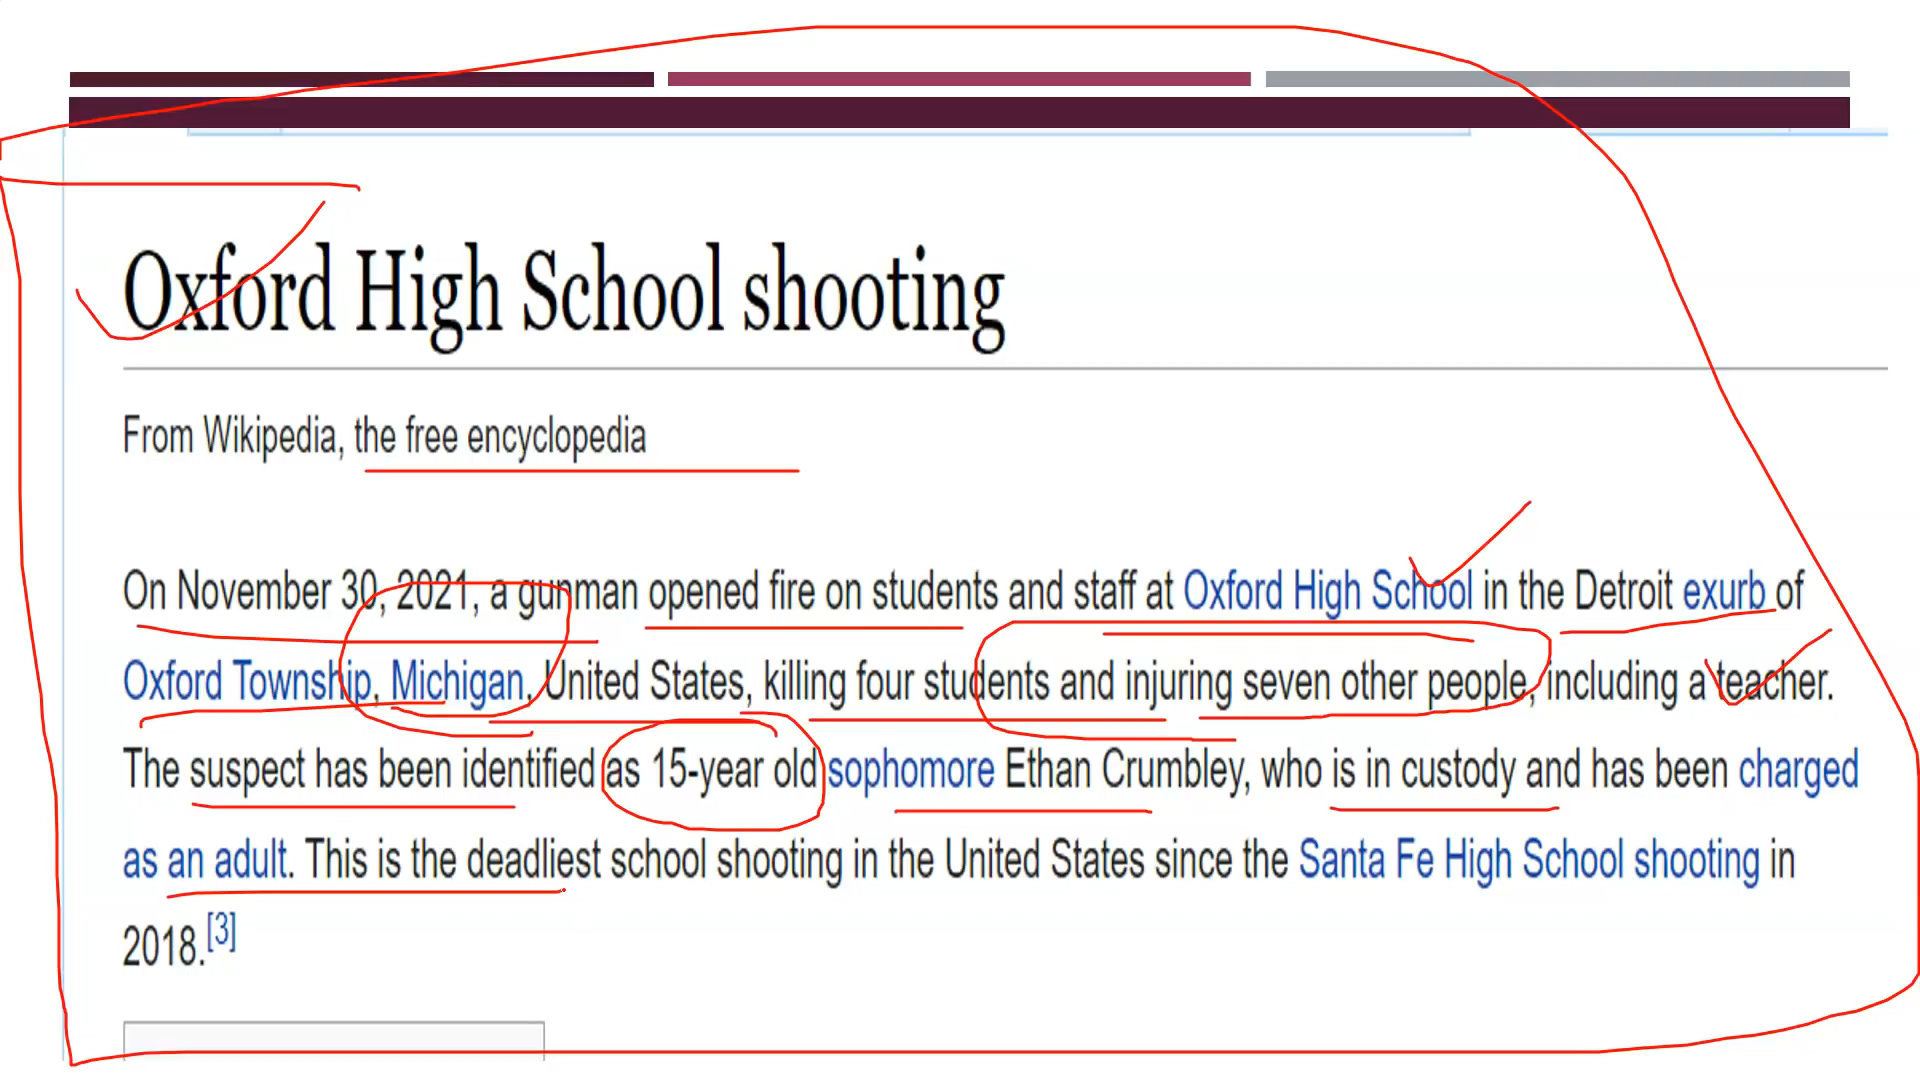 Oxford High School shooting
From Wikipedia, the free encyclopedia
On November 30, 2021, a gunman opened fire on students and staff at Oxford High School in the Detroit exurb of
Oxford Township, Michigan, United States, killing four students and injuring seven other people, including a teacher.
The suspect has been identified as 15-year old sophomore Ethan Crumbley, who is in custody and has been charged
as an adult. This is the deadliest school shooting in the United States since the Santa Fe High School shooting in
2018.[3]